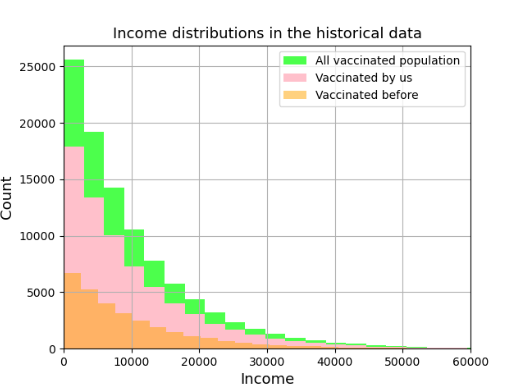 Income distributions in the historical data
All vaccinated population
Vaccinated by us
Vaccinated before
Count
25000
20000
15000
10000
5000
0
0 10000 20000 30000 40000 50000 60000
Income